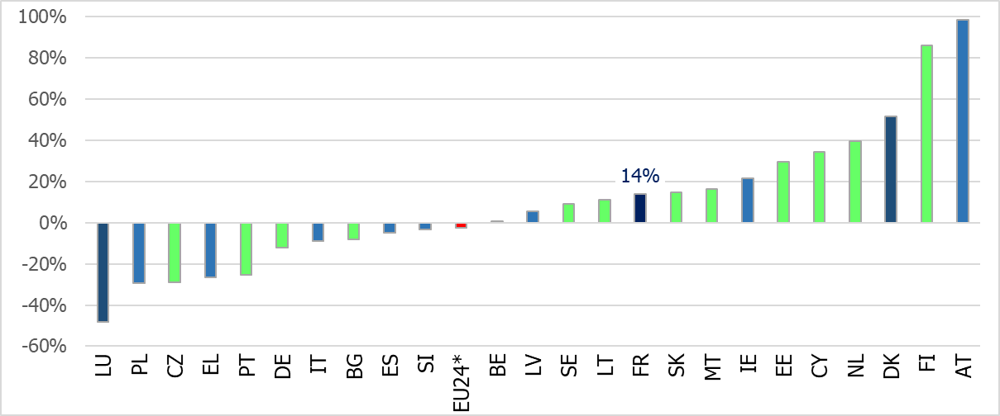 100%
80%
60%
40%
20%
0%
-20%
-40%
-60%
14%
LU
PL
CZ
EL
PT
DE
IT
BG
ES
SI
EU24*
BE
LV
SE
LT
FR
SK
MT
IE
EE
CY
NL
DK
FI
AT